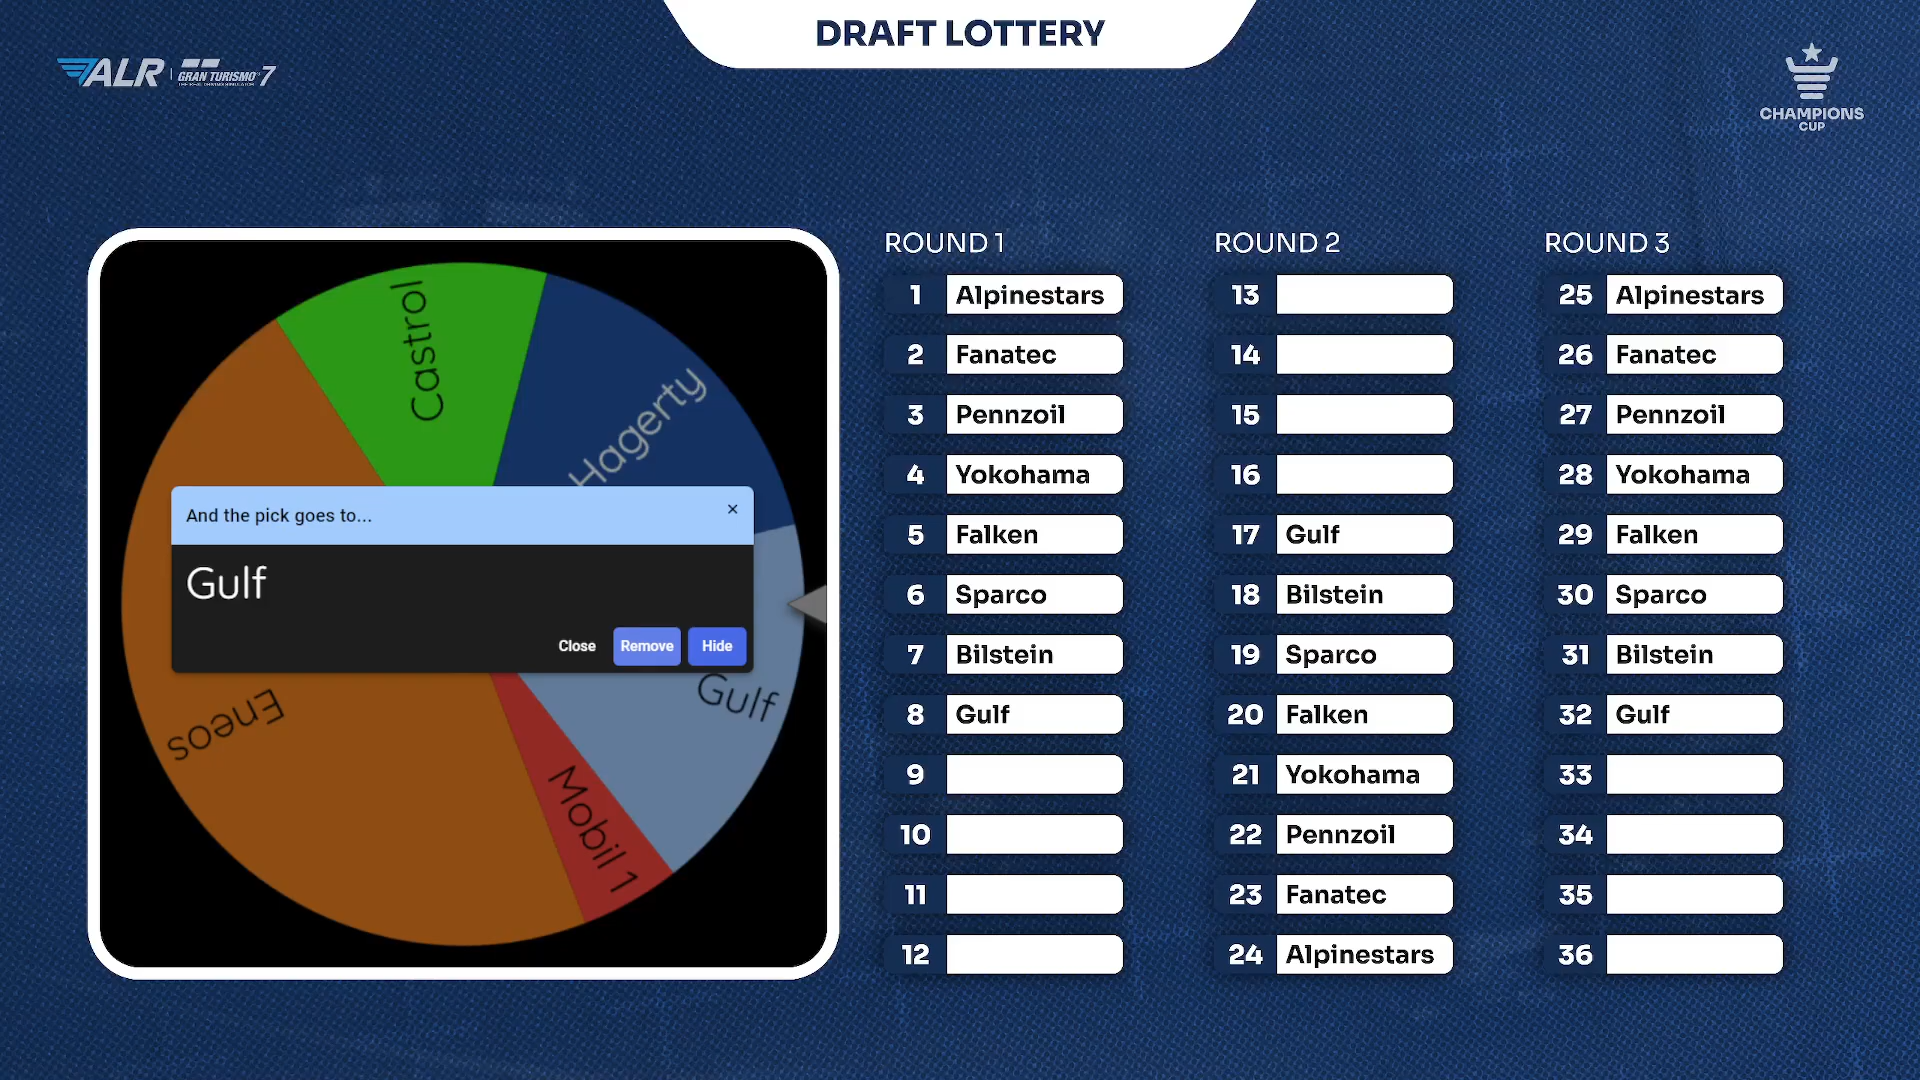 DRAFT LOTTERY
ALR
GRAN TURISMO 7
THE REAL DRIVING SIMULATOR
CHAMPIONS
CUP
Castrol
Hagerty
Gulf
Mobil 1
Eneos
And the pick goes to...
×
Gulf
Close Remove Hide
ROUND 1
1 Alpinestars
2 Fanatec
3 Pennzoil
4 Yokohama
5 Falken
6 Sparco
7 Bilstein
8 Gulf
9
10
11
12
ROUND 2
13
14
15
16
17 Gulf
18 Bilstein
19 Sparco
20 Falken
21 Yokohama
22 Pennzoil
23 Fanatec
24 Alpinestars
ROUND 3
25 Alpinestars
26 Fanatec
27 Pennzoil
28 Yokohama
29 Falken
30 Sparco
31 Bilstein
32 Gulf
33
34
35
36